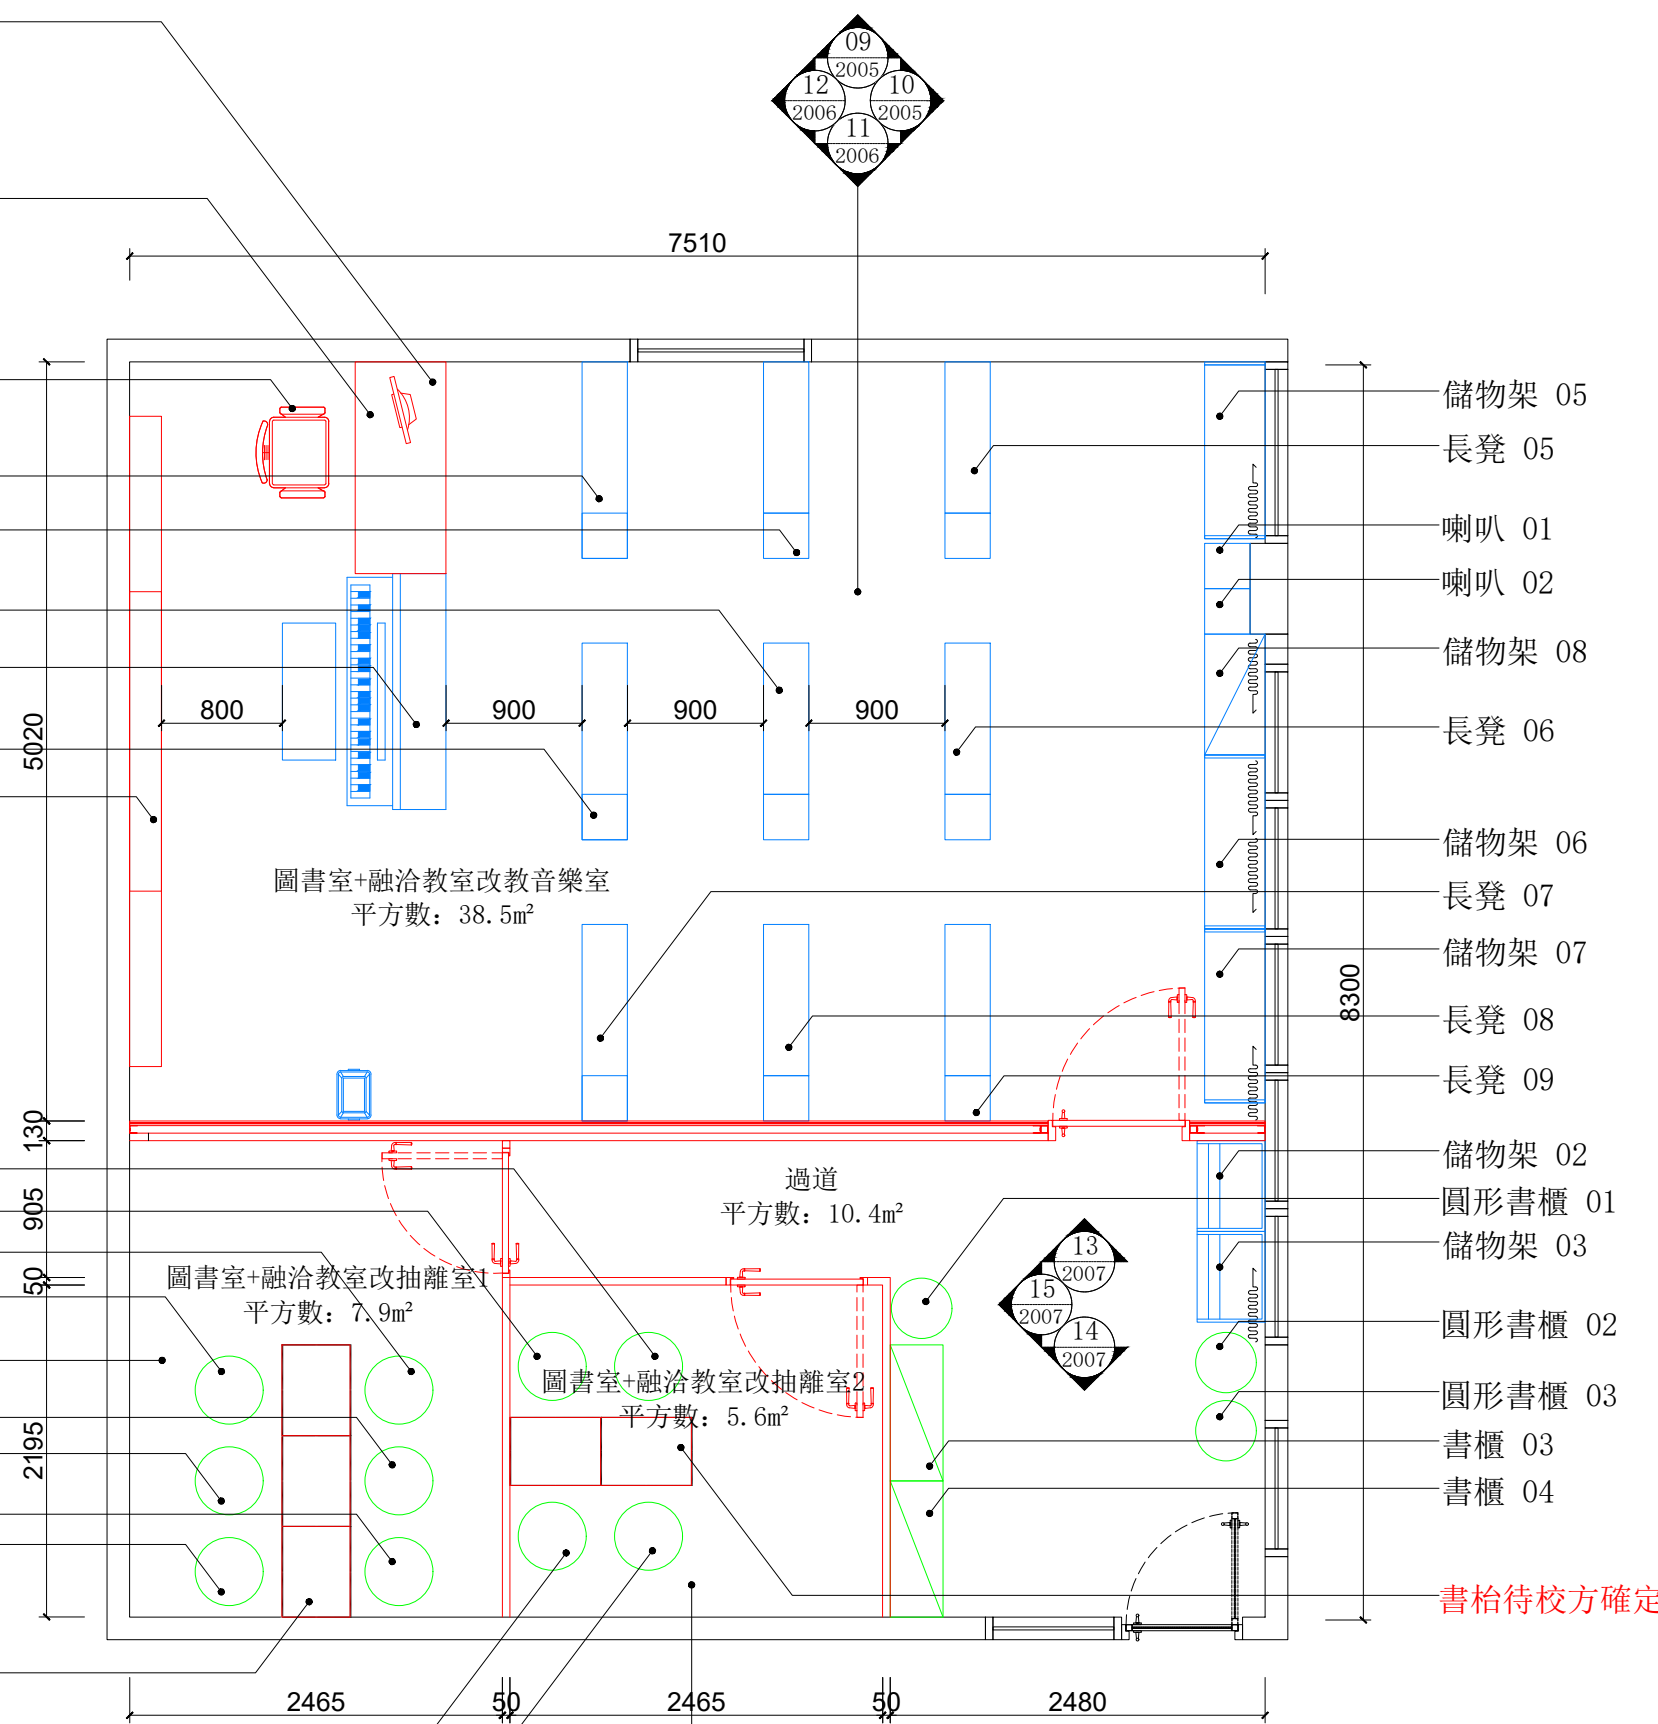 09
2005
12
2006
10
2005
11
2006
7510
儲物架 05
長凳 05
喇叭 01
喇叭 02
儲物架 08
800
900
900
900
長凳 06
5020
儲物架 06
圖書室+融洽教室改教音樂室
平方數: 38.5㎡
長凳 07
儲物架 07
8300
長凳 08
長凳 09
130
儲物架 02
過道
平方數: 10.4㎡
905
圓形書櫃 01
13
2007
儲物架 03
圖書室+融洽教室改抽離室1
平方數: 7.9㎡
50
15
2007
圓形書櫃 02
14
2007
圖書室+融洽教室改抽離室2
平方數: 5.6㎡
圓形書櫃 03
2195
書櫃 03
書櫃 04
書枱待校方確定
2465
50
2465
50
2480